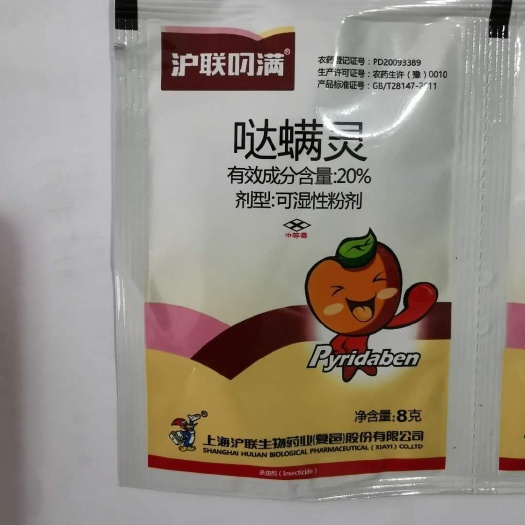 沪联叼满®
农药登记证号：PD20093389
生产许可证号：农药生许（豫）0010
产品标准证号：GB/T28147-2011
哒螨灵
有效成分含量:20%
剂型:可湿性粉剂
中等毒
Pyridaben
净含量:8克
上海沪联生物药业(夏邑)股份有限公司
SHANGHAI HULIAN BIOLOGICAL PHARMACEUTICAL ( XIAYI ) CO.,LTD
杀虫剂 (Insecticide)